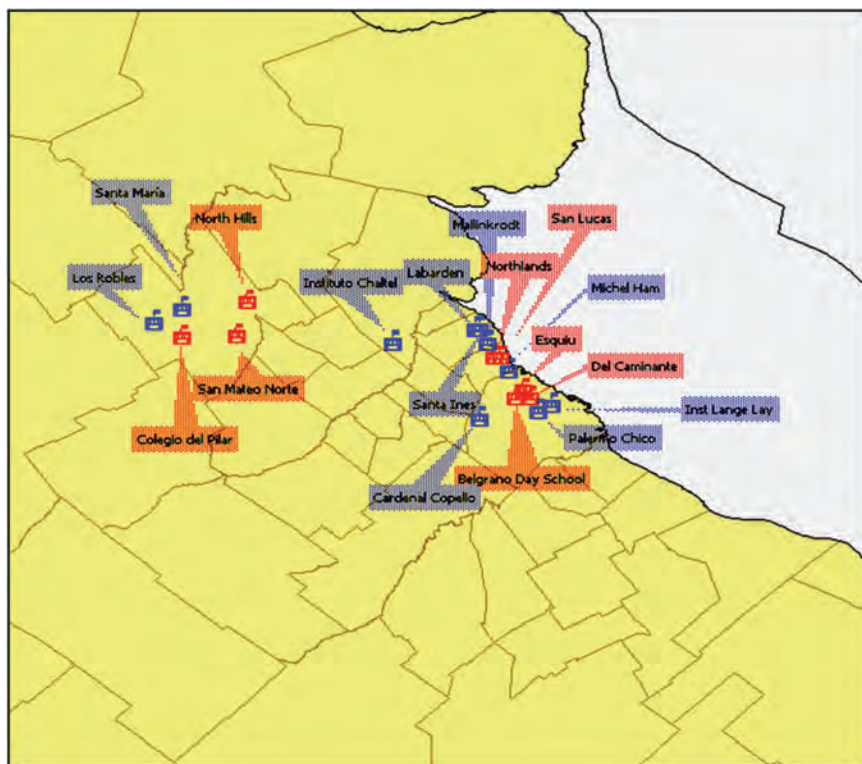 Santa María
North Hills
San Lucas
Mallinkrodt
Northlands
Los Robles
Instituto Chaltel
Labarden
Michel Ham
Esquiu
Del Caminante
San Mateo Norte
Santa Ines
Inst Lange Lay
Colegio del Pilar
Palermo Chico
Belgrano Day School
Cardenal Copello